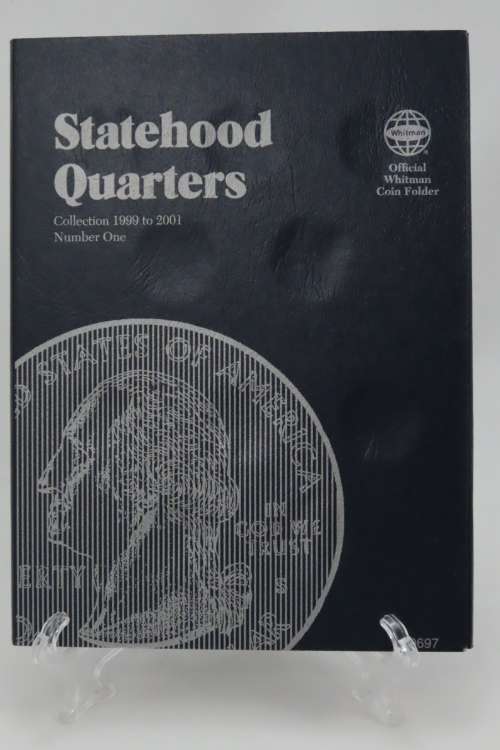 Statehood
Quarters
Collection 1999 to 2001
Number One
Whitman
Official
Whitman
Coin Folder
STATES OF AMERICA
IN
GOD WE
TRUST
S